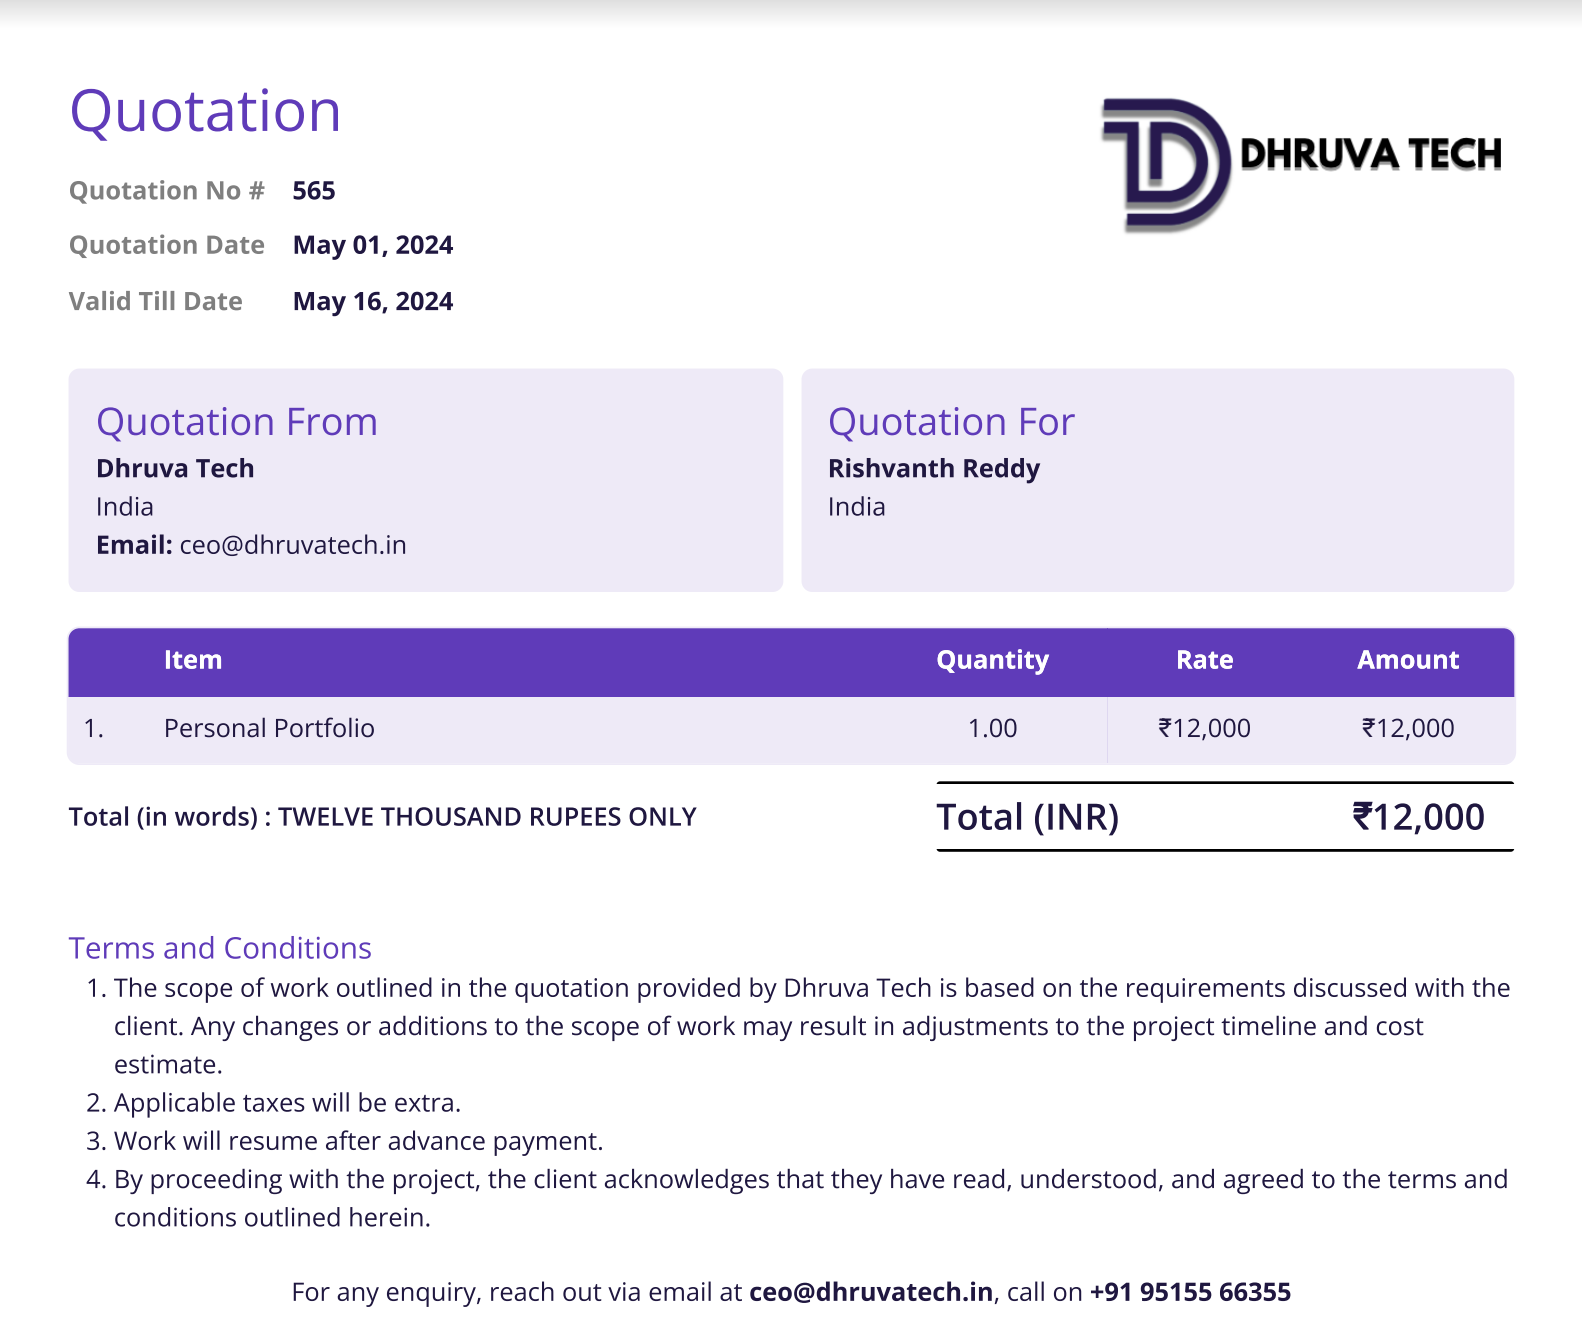 Quotation
DHRUVA TECH
Quotation No # 565
Quotation Date May 01, 2024
Valid Till Date May 16, 2024
Quotation From
Dhruva Tech
India
Email: ceo@dhruvatech.in
Quotation For
Rishvanth Reddy
India
Item Quantity Rate Amount
1. Personal Portfolio 1.00 ₹12,000 ₹12,000
Total (in words) : TWELVE THOUSAND RUPEES ONLY
Total (INR) ₹12,000
Terms and Conditions
1. The scope of work outlined in the quotation provided by Dhruva Tech is based on the requirements discussed with the
client. Any changes or additions to the scope of work may result in adjustments to the project timeline and cost
estimate.
2. Applicable taxes will be extra.
3. Work will resume after advance payment.
4. By proceeding with the project, the client acknowledges that they have read, understood, and agreed to the terms and
conditions outlined herein.
For any enquiry, reach out via email at ceo@dhruvatech.in, call on +91 95155 66355